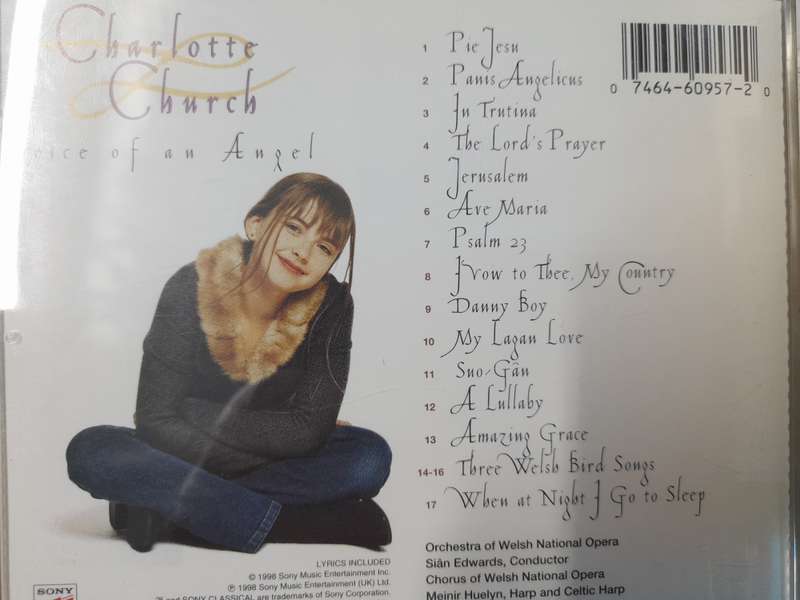 Charlotte
Church
oice of an Angel
1 Pie Jesu
2 Panis Angelicus
3 In Trutina
4 The Lord's Prayer
5 Jerusalem
6 Ave Maria
7 Psalm 23
8 I Vow to Thee, My Country
9 Danny Boy
10 My Lagan Love
11 Suo-Gân
12 A Lullaby
13 Amazing Grace
14-16 Three Welsh Bird Songs
17 When at Night I Go to Sleep
0 7464-60957-2 0
Orchestra of Welsh National Opera
Siân Edwards, Conductor
Chorus of Welsh National Opera
Meinir Huelyn, Harp and Celtic Harp
LYRICS INCLUDED
© 1998 Sony Music Entertainment Inc.
℗ 1998 Sony Music Entertainment (UK) Ltd.
and SONY CLASSICAL are trademarks of Sony Corporation.
SONY